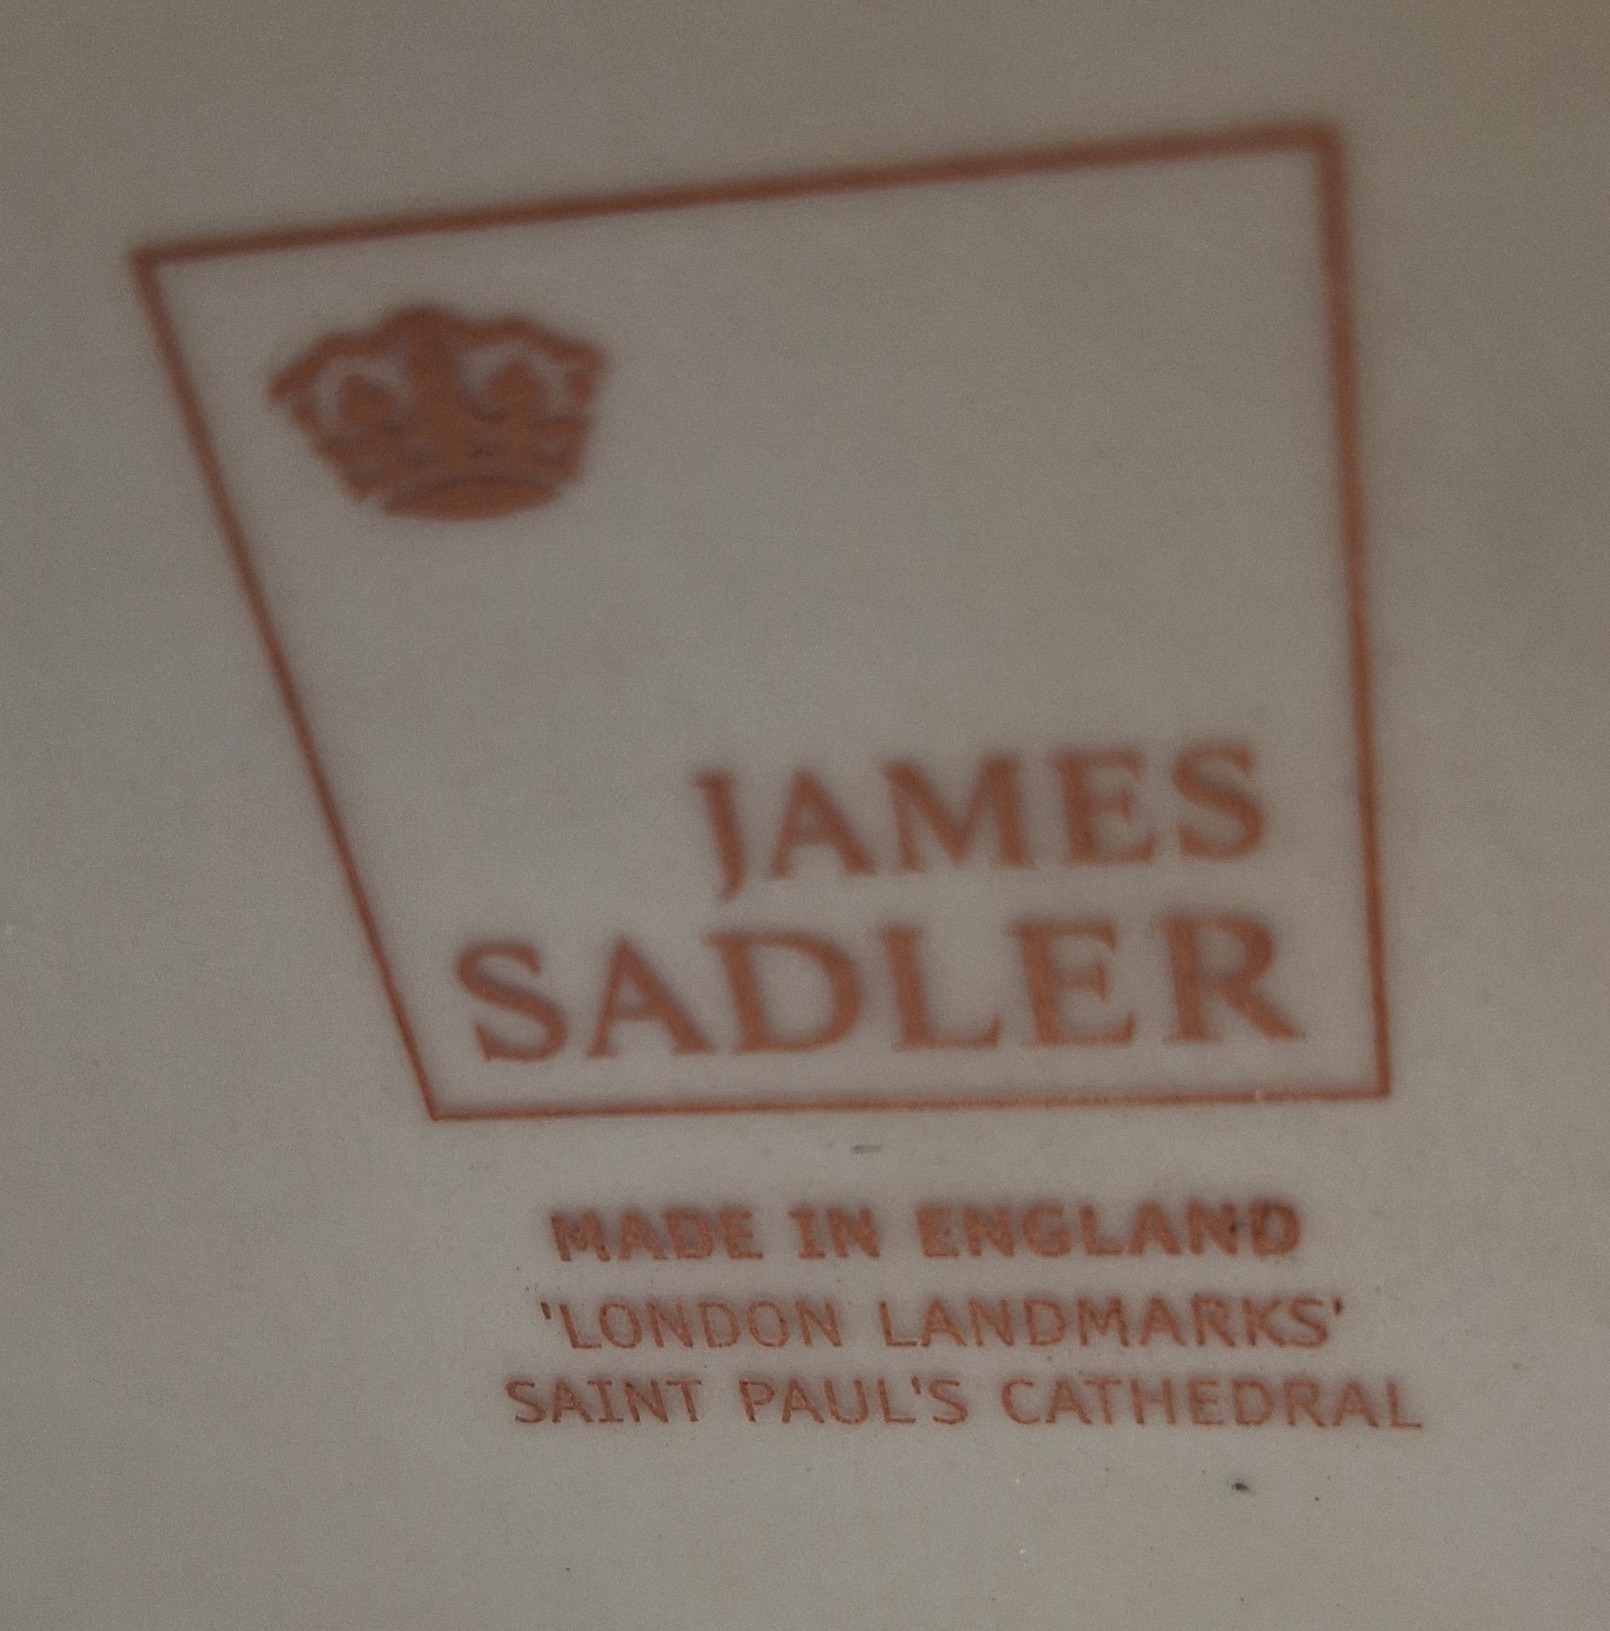 JAMES
SADLER
MADE IN ENGLAND
'LONDON LANDMARKS'
SAINT PAUL'S CATHEDRAL